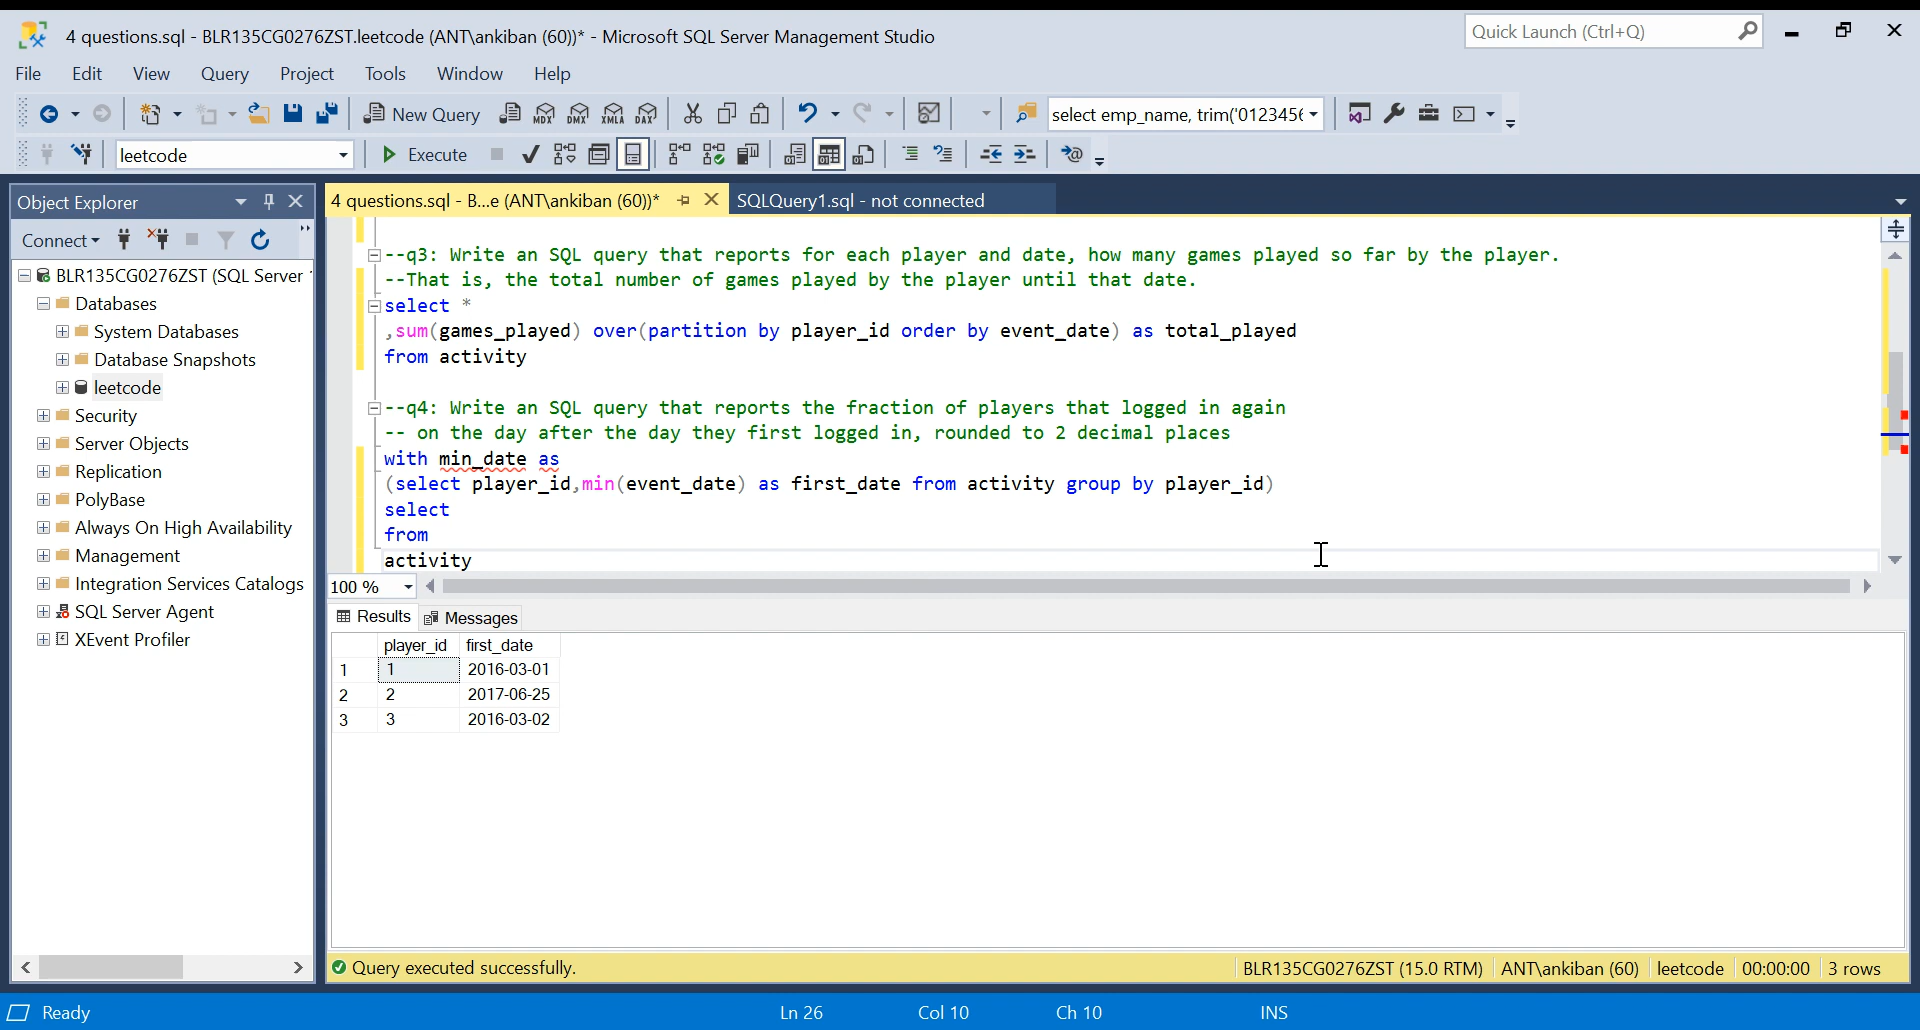 4 questions.sql - BLR135CG0276ZST.leetcode (ANT\ankiban (60))* - Microsoft SQL Server Management Studio
Quick Launch (Ctrl+Q)
File Edit View Query Project Tools Window Help
New Query
MDX DMX XMLA DAX
select emp_name, trim('0123456
leetcode
Execute
Object Explorer
4 questions.sql - B...e (ANT\ankiban (60))*
SQLQuery1.sql - not connected
Connect
BLR135CG0276ZST (SQL Server
Databases
System Databases
Database Snapshots
leetcode
Security
Server Objects
Replication
PolyBase
Always On High Availability
Management
Integration Services Catalogs
SQL Server Agent
XEvent Profiler
--q3: Write an SQL query that reports for each player and date, how many games played so far by the player.
--That is, the total number of games played by the player until that date.
select *
,sum(games_played) over(partition by player_id order by event_date) as total_played
from activity
--q4: Write an SQL query that reports the fraction of players that logged in again
-- on the day after the day they first logged in, rounded to 2 decimal places
with min_date as
(select player_id,min(event_date) as first_date from activity group by player_id)
select
from
activity
100 %
Results Messages
player_id first_date
1 1 2016-03-01
2 2 2017-06-25
3 3 2016-03-02
Query executed successfully.
BLR135CG0276ZST (15.0 RTM) ANT\ankiban (60) leetcode 00:00:00 3 rows
Ready Ln 26 Col 10 Ch 10 INS